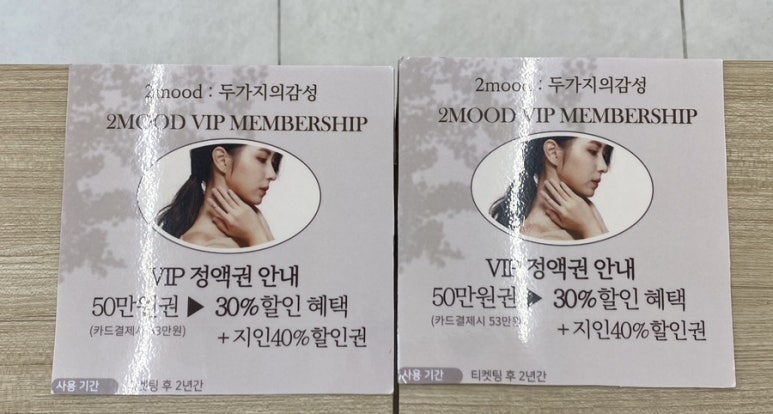 2mood : 두가지의감성
2MOOD VIP MEMBERSHIP
VIP 정액권 안내
50만원권 ▶ 30%할인 혜택
(카드결제시 53만원)
+ 지인40%할인권
사용 기간 티켓팅 후 2년간
2mood : 두가지의감성
2MOOD VIP MEMBERSHIP
VIP 정액권 안내
50만원권 ▶ 30%할인 혜택
(카드결제시 53만원)
+ 지인40%할인권
사용 기간 티켓팅 후 2년간